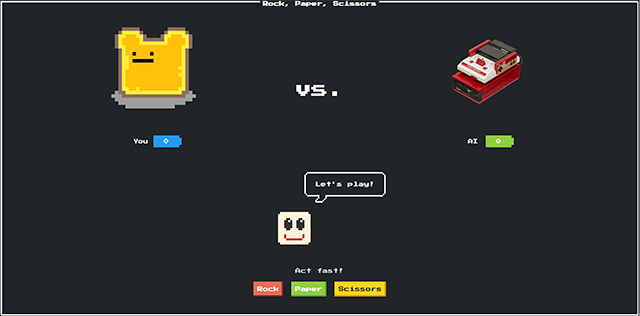 Rock, Paper, Scissors
vs.
You 0
AI 0
Let's play!
Act fast!
Rock Paper Scissors